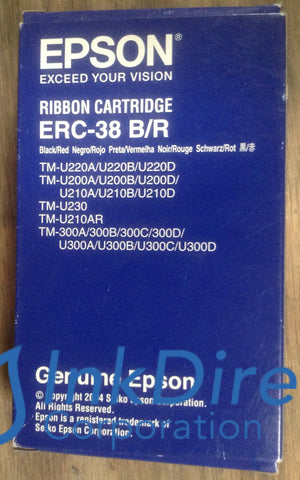 EPSON®
EXCEED YOUR VISION
RIBBON CARTRIDGE
ERC-38 B/R
Black/Red Negro/Rojo Preta/Vermelha Noir/Rouge Schwarz/Rot 黒/赤
TM-U220A/U220B/U220D
TM-U200A/U200B/U200D/
U210A/U210B/U210D
TM-U230
TM-U210AR
TM-300A/300B/300C/300D/
U300A/U300B/U300C/U300D
Genuine Epson
© Copyright 2004 Seiko Epson Corporation.
All Rights Reserved.
Epson is a registered trademark of
Seiko Epson Corporation.
InkDire
Corporation